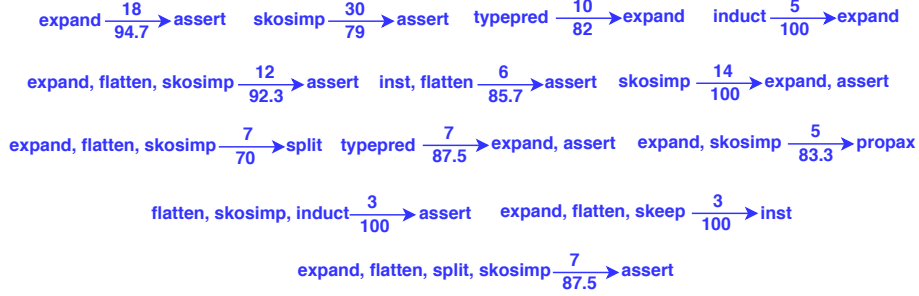 expand 18 94.7 assert skosimp 30 79 assert typepred 10 82 expand induct 5 100 expand
expand, flatten, skosimp 12 92.3 assert inst, flatten 6 85.7 assert skosimp 14 100 expand, assert
expand, flatten, skosimp 7 70 split typepred 7 87.5 expand, assert expand, skosimp 5 83.3 propax
flatten, skosimp, induct 3 100 assert expand, flatten, skeep 3 100 inst
expand, flatten, split, skosimp 7 87.5 assert